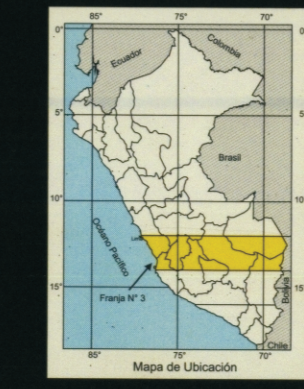 85° 75° 70°
0° 0°
Ecuador
Colombia
5° 5°
Brasil
10° 10°
Océano Pacífico
Lima
Franja N° 3
15° 15°
Bolivia
Chile
85° 75° 70°
Mapa de Ubicación